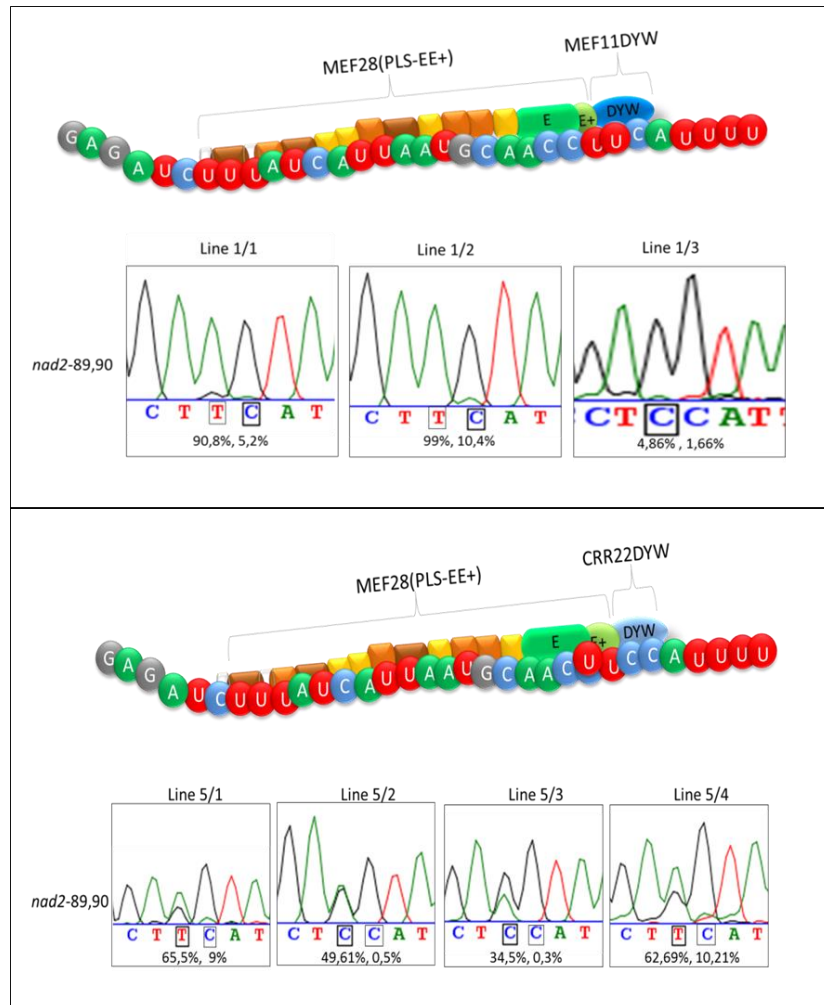 MEF11DYW
MEF28(PLS-EE+)
E E+ DYW
G A G A U C U U U A U C A U U A A U G C A A C C U U C A U U U U
Line 1/1 Line 1/2 Line 1/3
nad2-89,90
C T T C A T C T T C A T C T C C A T T
90,8%, 5,2% 99%, 10,4% 4,86% , 1,66%
CRR22DYW
MEF28(PLS-EE+)
E E+ DYW
G A G A U C U U U A U C A U U A A U G C A A C U U C C A U U U U
Line 5/1 Line 5/2 Line 5/3 Line 5/4
nad2-89,90
C T T C A T C T C C A T C T C C A T C T T C A T
65,5%, 9% 49,61%, 0,5% 34,5%, 0,3% 62,69%, 10,21%